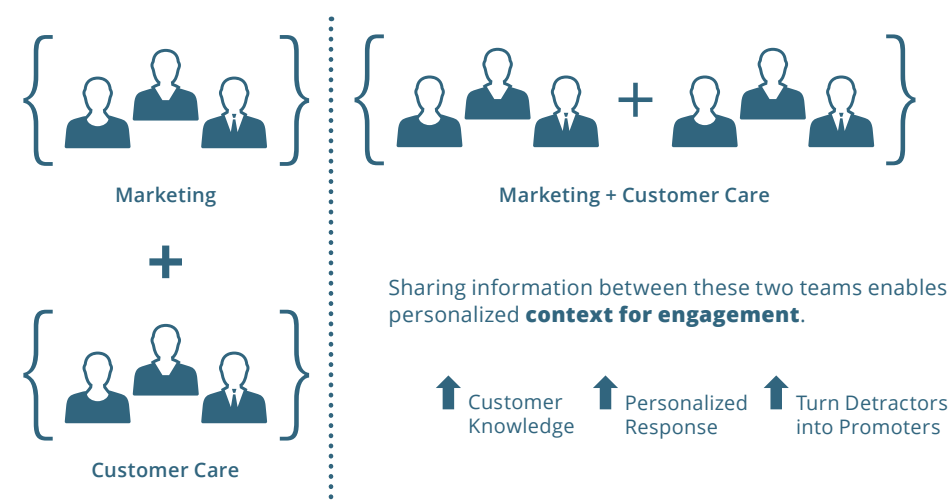 Marketing
+
Customer Care
+
Marketing + Customer Care
Sharing information between these two teams enables
personalized context for engagement.
Customer
Knowledge
Personalized
Response
Turn Detractors
into Promoters